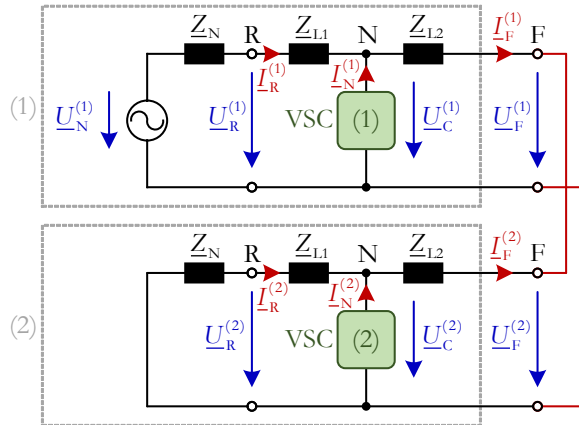 Z_N R Z_L1 N Z_L2 I_F^(1) F
I_R^(1) I_N^(1)
(1) U_N^(1) U_R^(1) VSC (1) U_C^(1) U_F^(1)
Z_N R Z_L1 N Z_L2 I_F^(2) F
I_R^(2) I_N^(2)
(2) U_R^(2) VSC (2) U_C^(2) U_F^(2)